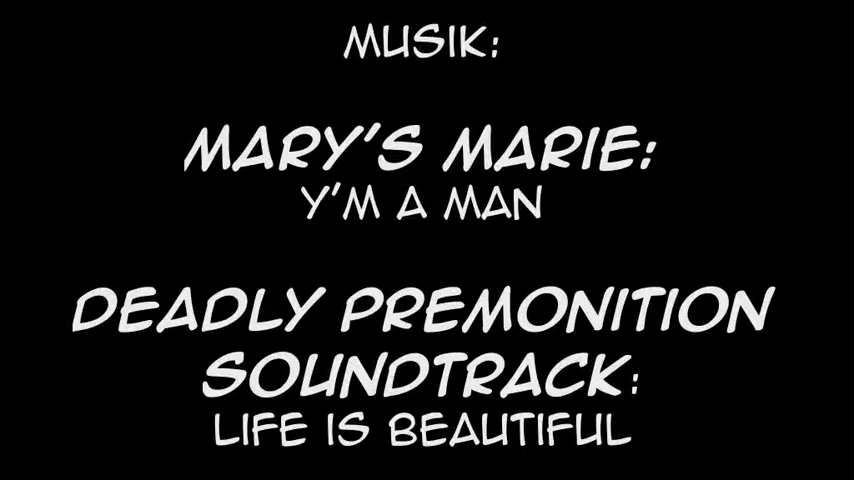 MUSIK:
MARY'S MARIE:
Y'M A MAN
DEADLY PREMONITION
SOUNDTRACK:
LIFE IS BEAUTIFUL